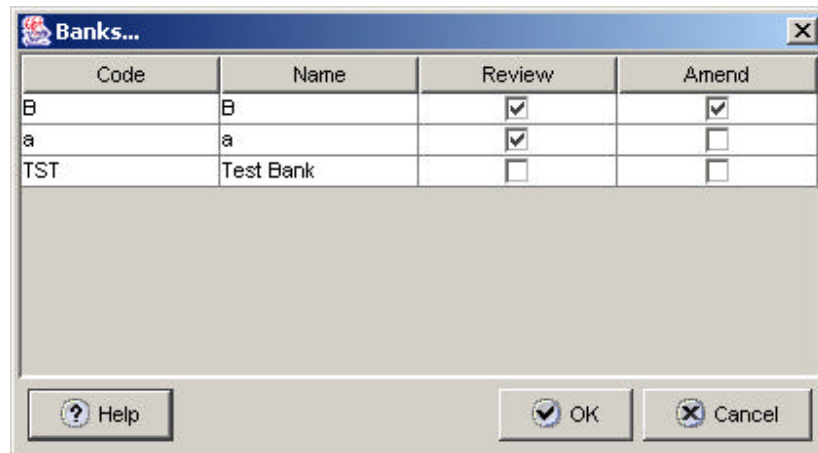 Banks...
Code Name Review Amend
B B
a a
TST Test Bank
Help OK Cancel